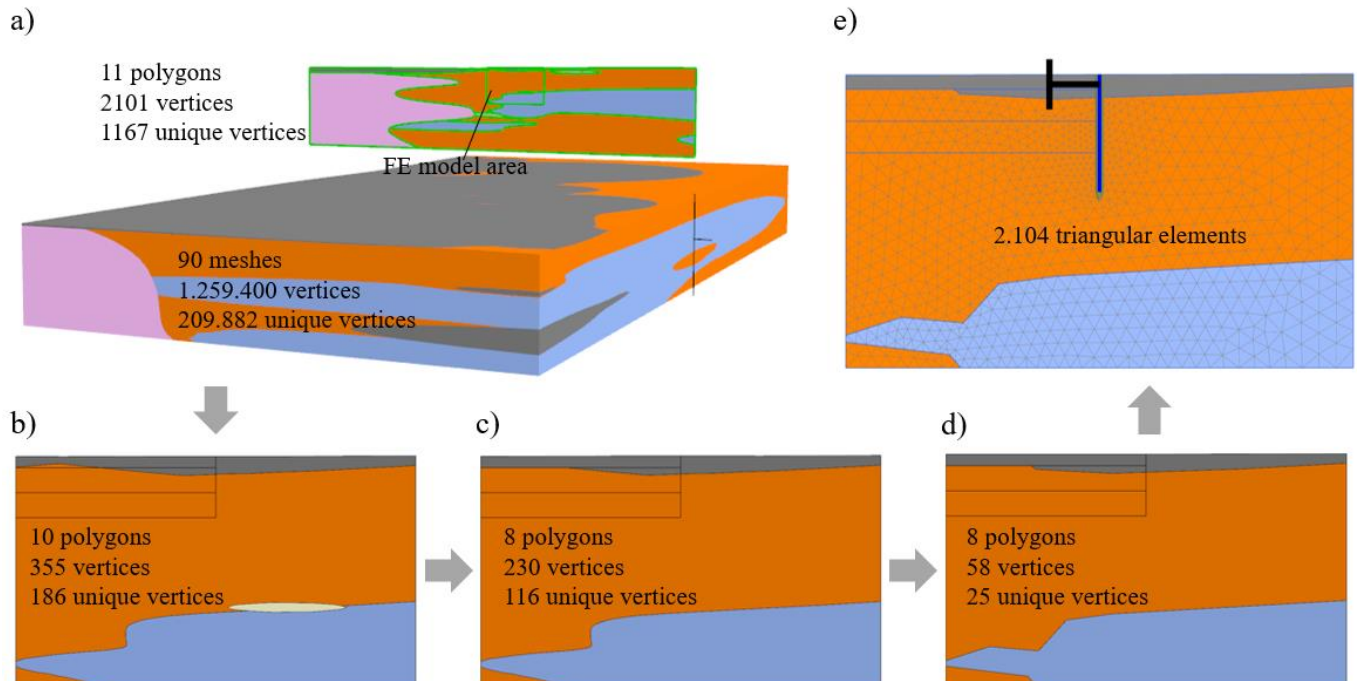 a)
11 polygons
2101 vertices
1167 unique vertices
FE model area
90 meshes
1.259.400 vertices
209.882 unique vertices
e)
2.104 triangular elements
b)
10 polygons
355 vertices
186 unique vertices
c)
8 polygons
230 vertices
116 unique vertices
d)
8 polygons
58 vertices
25 unique vertices